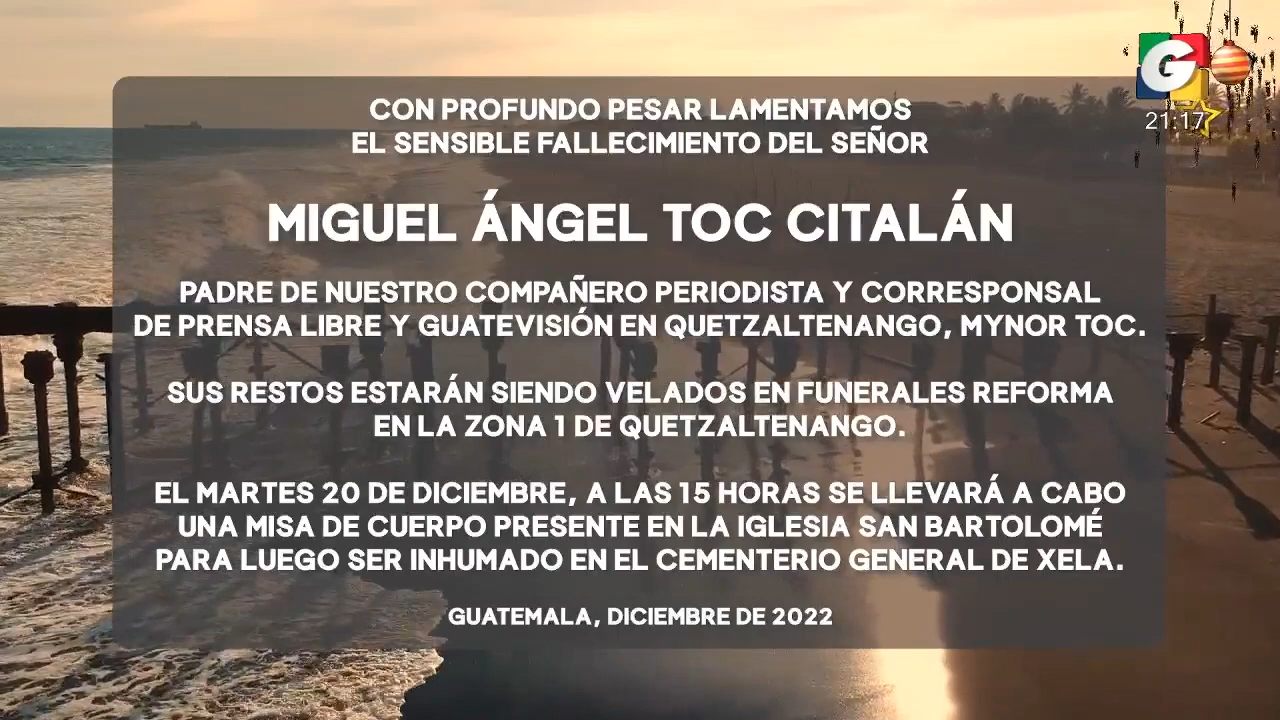 CON PROFUNDO PESAR LAMENTAMOS
EL SENSIBLE FALLECIMIENTO DEL SEÑOR
MIGUEL ÁNGEL TOC CITALÁN
PADRE DE NUESTRO COMPAÑERO PERIODISTA Y CORRESPONSAL
DE PRENSA LIBRE Y GUATEVISIÓN EN QUETZALTENANGO, MYNOR TOC.
SUS RESTOS ESTARÁN SIENDO VELADOS EN FUNERALES REFORMA
EN LA ZONA 1 DE QUETZALTENANGO.
EL MARTES 20 DE DICIEMBRE, A LAS 15 HORAS SE LLEVARÁ A CABO
UNA MISA DE CUERPO PRESENTE EN LA IGLESIA SAN BARTOLOMÉ
PARA LUEGO SER INHUMADO EN EL CEMENTERIO GENERAL DE XELA.
GUATEMALA, DICIEMBRE DE 2022
G
21:17